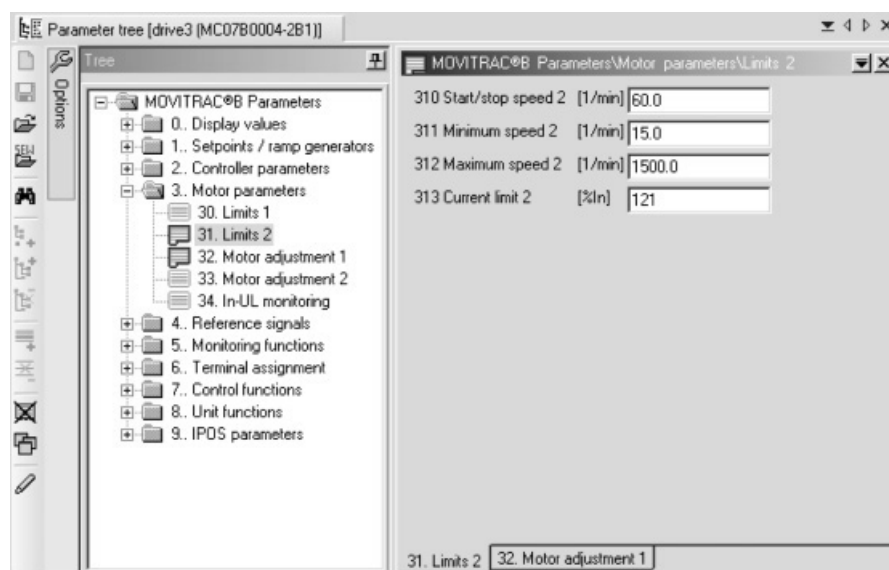 Parameter tree [drive3 (MC07B0004-2B1)]
Options
Tree
MOVITRAC®B Parameters
0.. Display values
1.. Setpoints / ramp generators
2.. Controller parameters
3.. Motor parameters
30. Limits 1
31. Limits 2
32. Motor adjustment 1
33. Motor adjustment 2
34. In-UL monitoring
4.. Reference signals
5.. Monitoring functions
6.. Terminal assignment
7.. Control functions
8.. Unit functions
9.. IPOS parameters
MOVITRAC®B Parameters\Motor parameters\Limits 2
310 Start/stop speed 2 [1/min] 60.0
311 Minimum speed 2 [1/min] 15.0
312 Maximum speed 2 [1/min] 1500.0
313 Current limit 2 [%In] 121
31. Limits 2 32. Motor adjustment 1
SEW